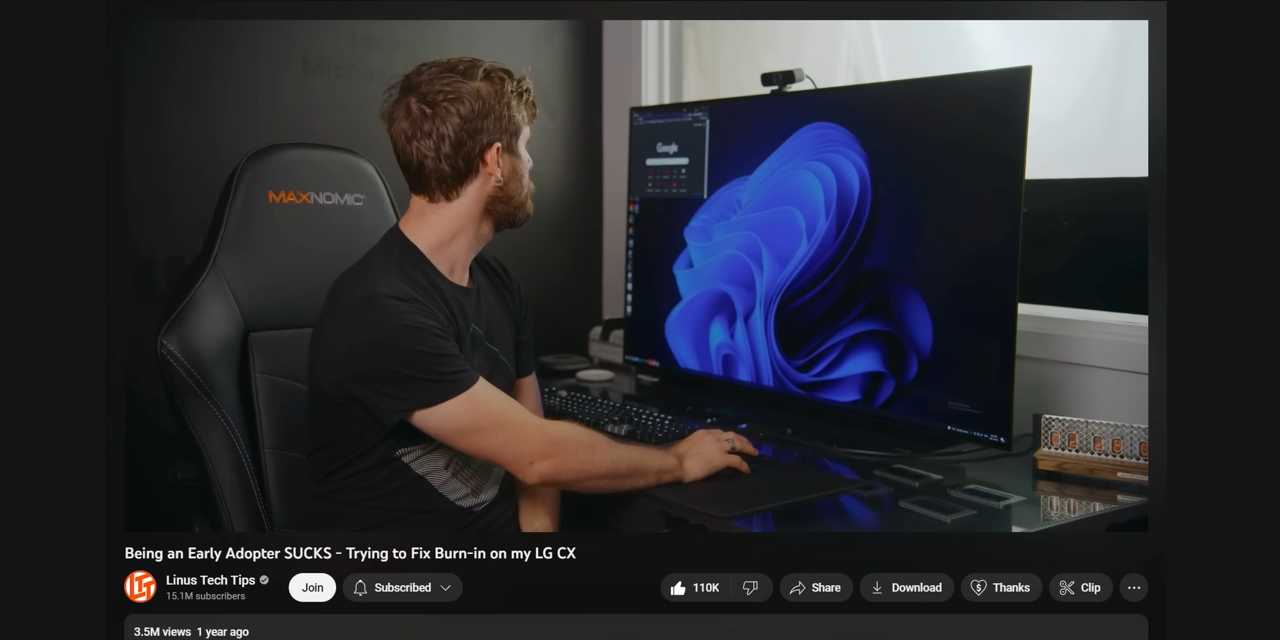 MAXNOMIC
Google
Being an Early Adopter SUCKS - Trying to Fix Burn-in on my LG CX
Linus Tech Tips
15.1M subscribers
Join
Subscribed
110K
Share
Download
Thanks
Clip
3.5M views 1 year ago